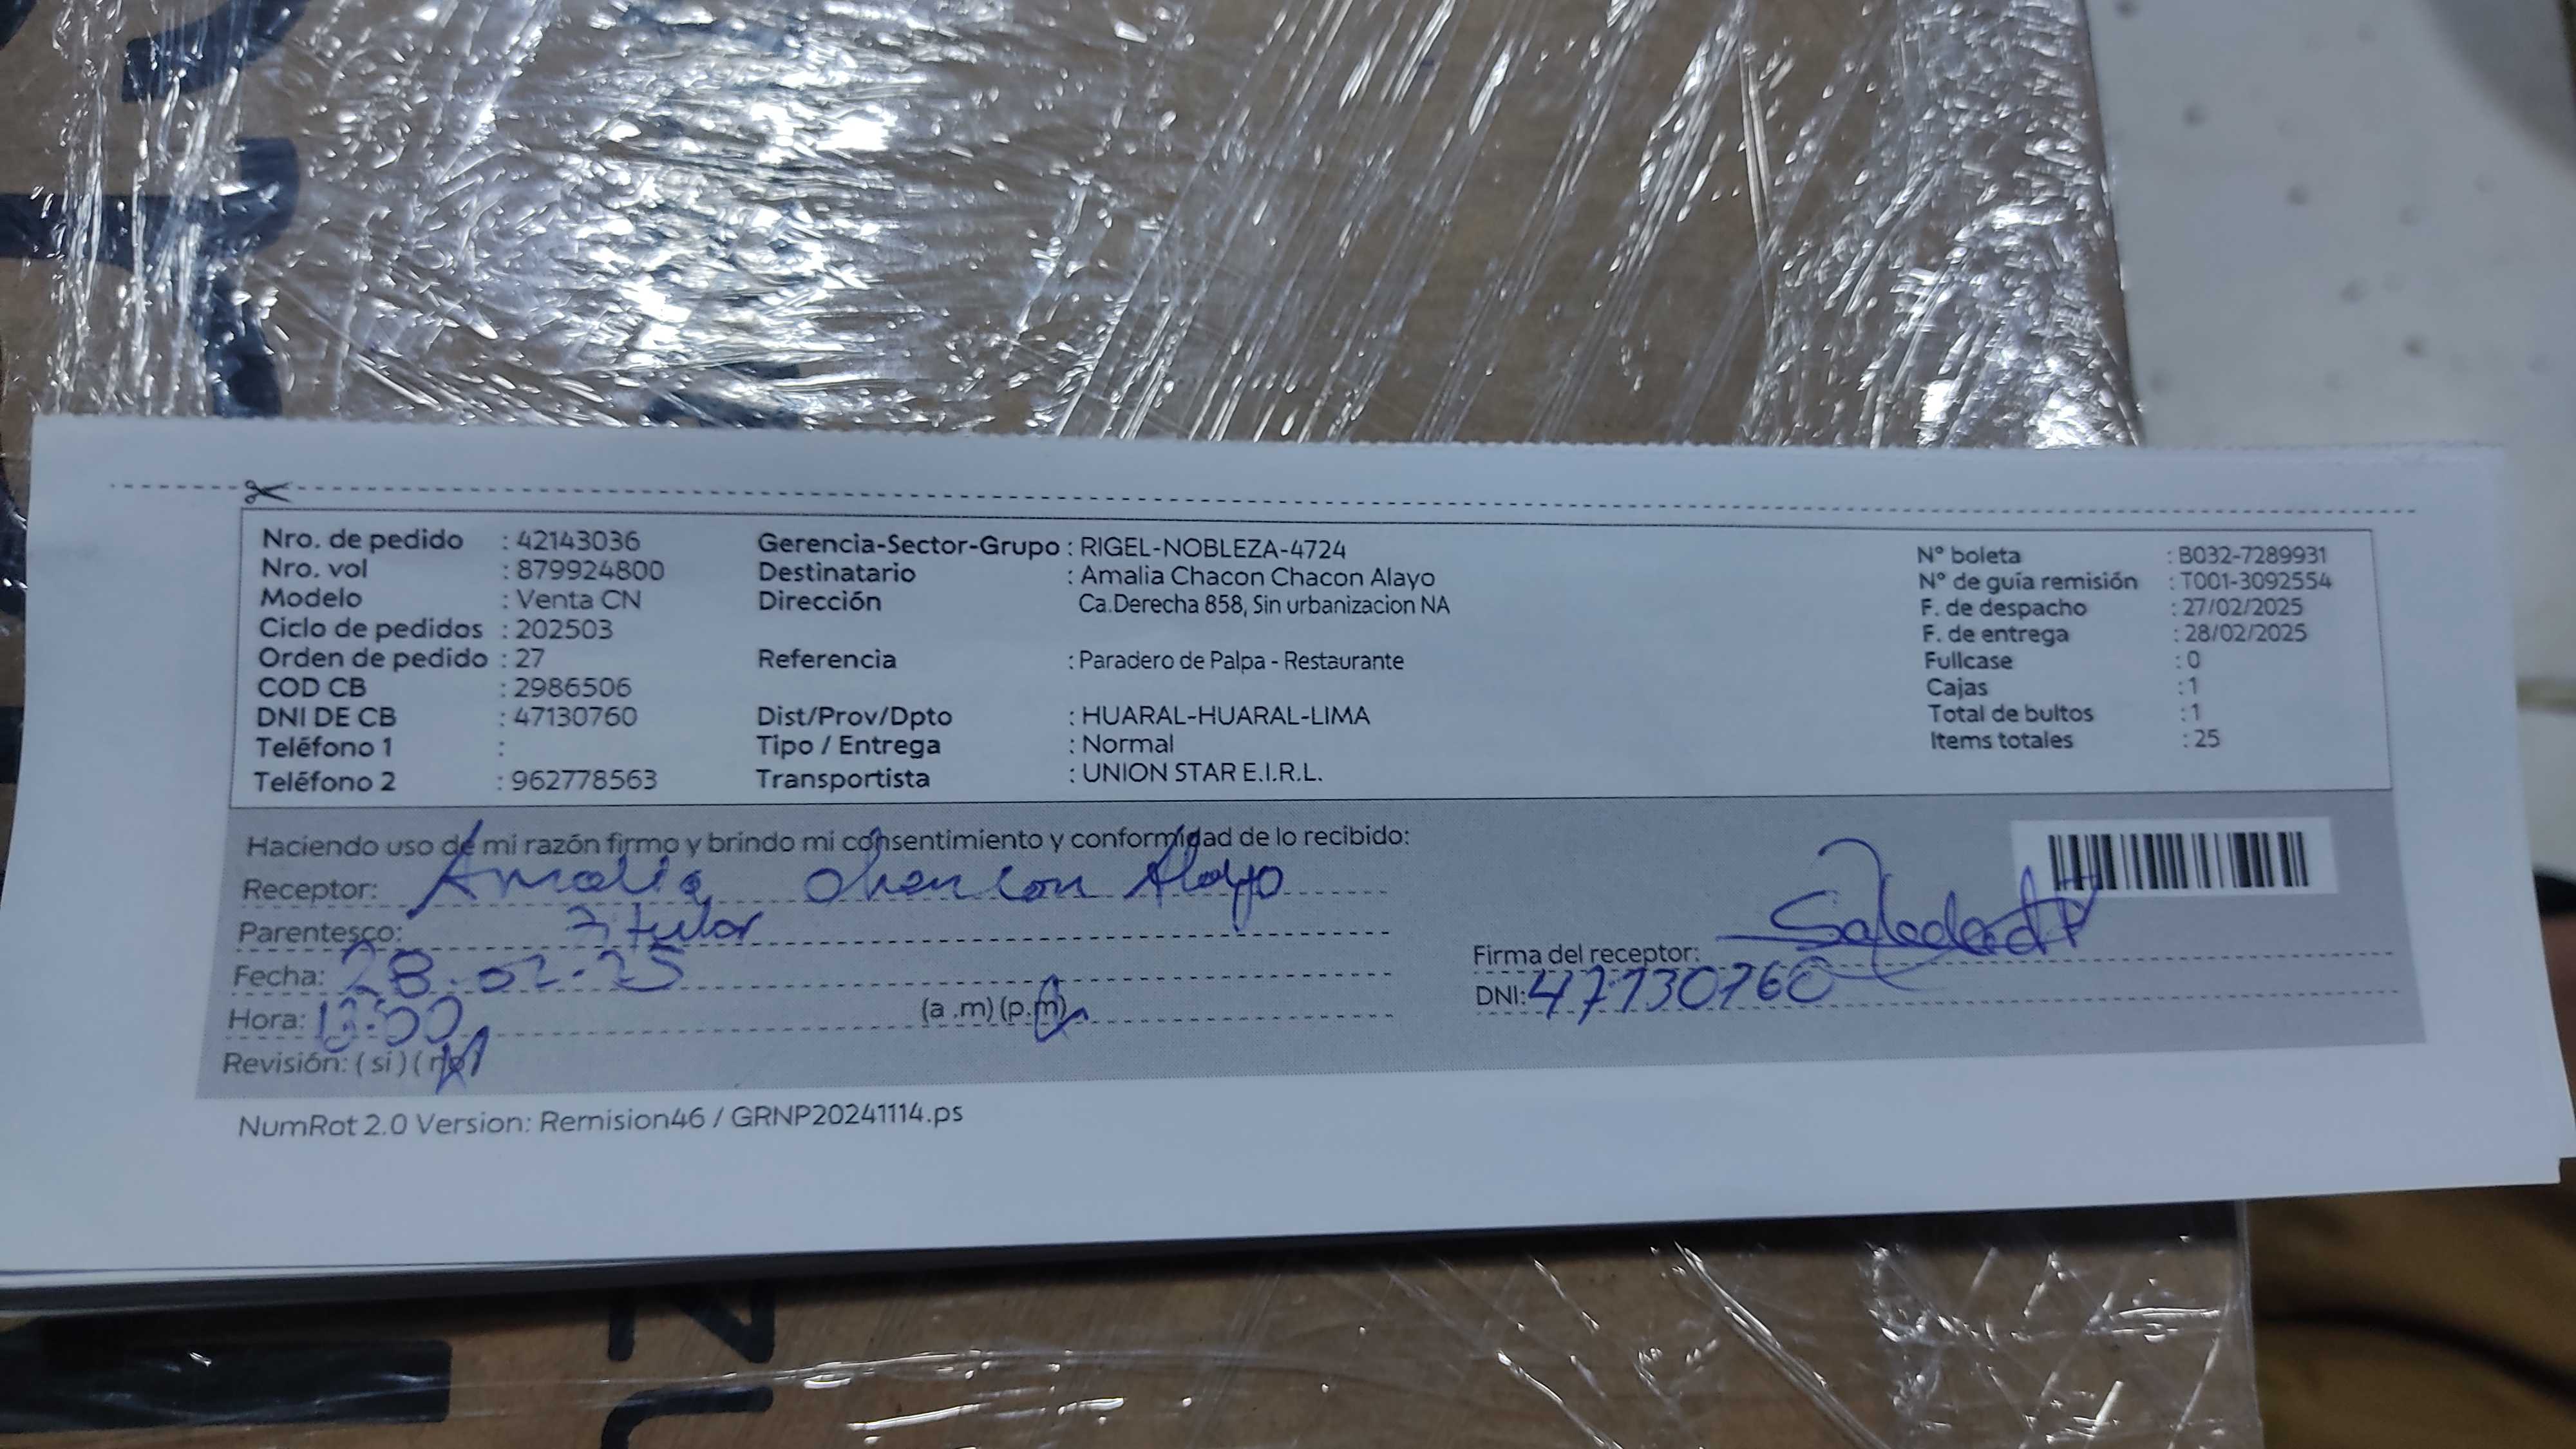 Nro. de pedido : 42143036
Nro. vol : 879924800
Modelo : Venta CN
Ciclo de pedidos : 202503
Orden de pedido : 27
COD CB : 2986506
DNI DE CB : 47130760
Teléfono 1 :
Teléfono 2 : 962778563
Gerencia-Sector-Grupo : RIGEL-NOBLEZA-4724
Destinatario : Amalia Chacon Chacon Alayo
Dirección Ca.Derecha 858, Sin urbanizacion NA
Referencia : Paradero de Palpa - Restaurante
Dist/Prov/Dpto : HUARAL-HUARAL-LIMA
Tipo / Entrega : Normal
Transportista : UNION STAR E.I.R.L.
N° boleta : B032-7289931
N° de guía remisión : T001-3092554
F. de despacho : 27/02/2025
F. de entrega : 28/02/2025
Fullcase : 0
Cajas : 1
Total de bultos : 1
Items totales : 25
Haciendo uso de mi razón firmo y brindo mi consentimiento y conformidad de lo recibido:
Receptor: Amalia Alayo
Parentesco: Titular
Fecha: 28.02.25
Hora: (a .m) (p.m)
Revisión: ( si ) ( no )
Firma del receptor:
DNI: 47130760
NumRot 2.0 Version: Remision46 / GRNP20241114.ps